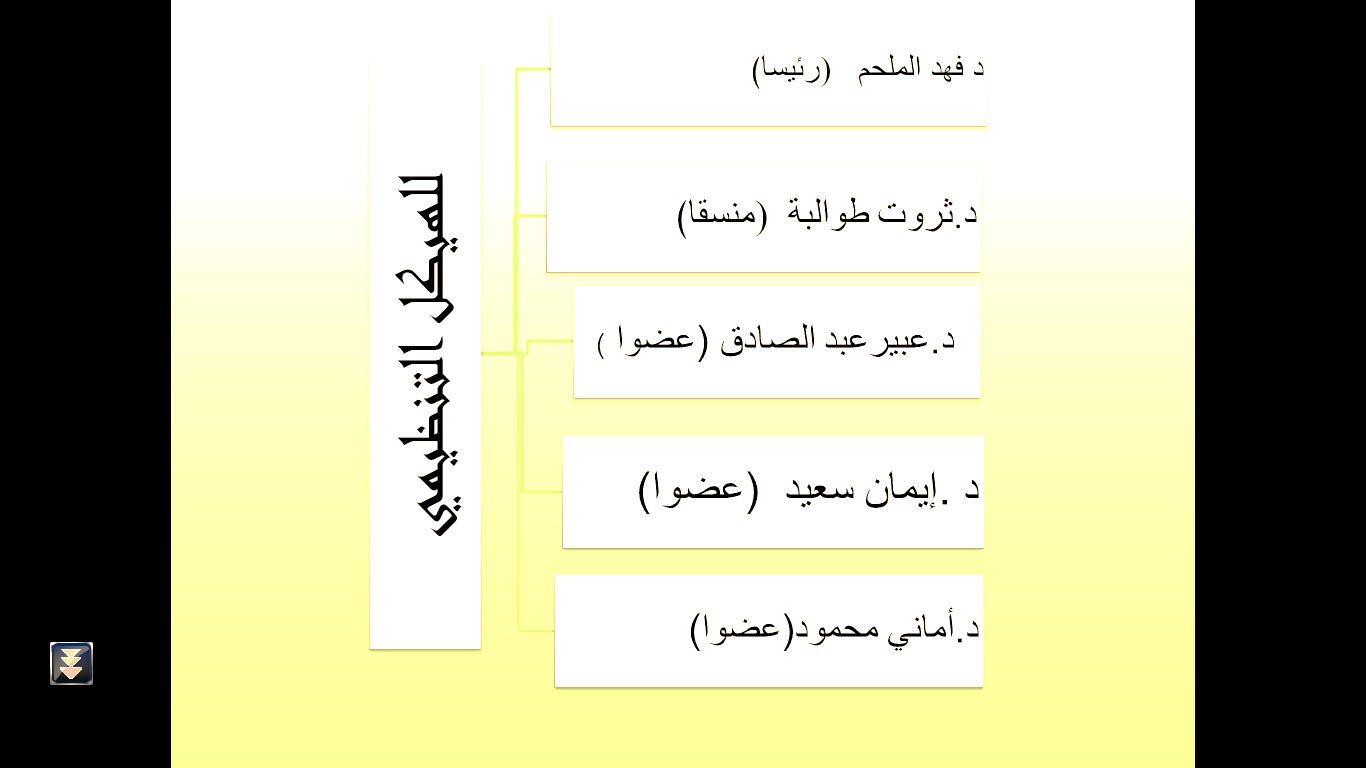 للهيكل التنظيمي
د فهد الملحم (رئيسا)
د.ثروت طوالبة (منسقا)
د.عبيرعبد الصادق (عضوا )
د .إيمان سعيد (عضوا)
د.أماني محمود(عضوا)